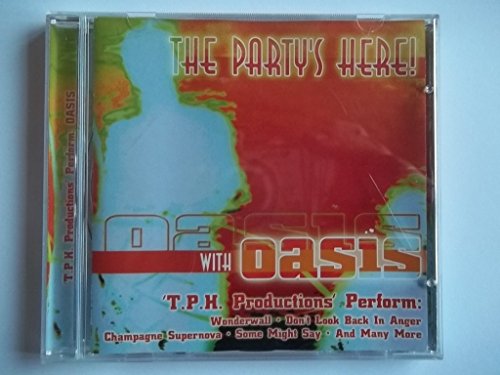 THE PARTY'S HERE!
T.P.H. Productions Perform OASIS
oasis
WITH oasis
'T.P.H. Productions' Perform:
Wonderwall • Don't Look Back In Anger
Champagne Supernova • Some Might Say • And Many More